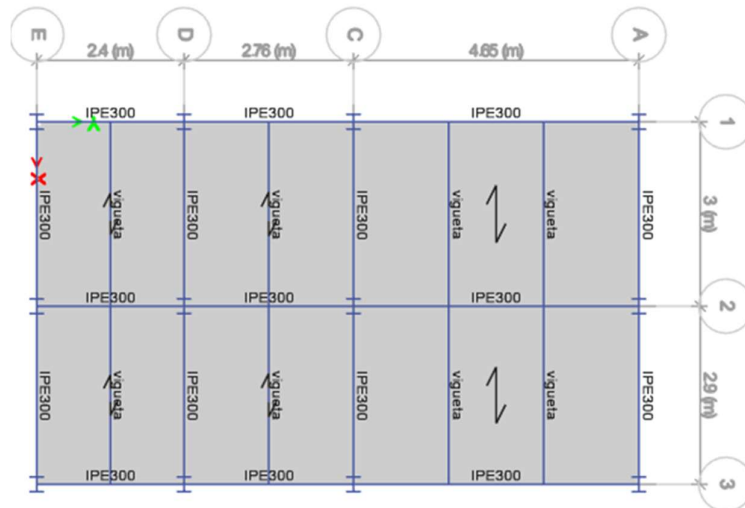 E D C A
2.4 (m) 2.76 (m) 4.65 (m)
IPE300 IPE300 IPE300
1
IPE300 vigueta IPE300 vigueta IPE300 vigueta vigueta IPE300
3 (m)
IPE300 IPE300 IPE300
2
IPE300 vigueta IPE300 vigueta IPE300 vigueta vigueta IPE300
2.9 (m)
IPE300 IPE300 IPE300
3